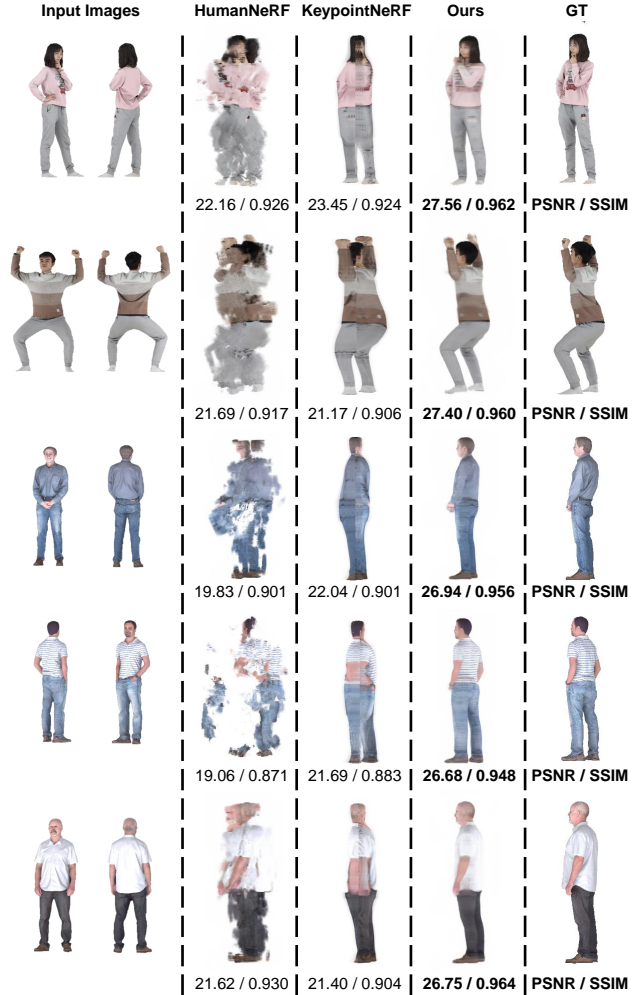 Input Images HumanNeRF KeypointNeRF Ours GT
22.16 / 0.926 23.45 / 0.924 27.56 / 0.962 PSNR / SSIM
21.69 / 0.917 21.17 / 0.906 27.40 / 0.960 PSNR / SSIM
19.83 / 0.901 22.04 / 0.901 26.94 / 0.956 PSNR / SSIM
19.06 / 0.871 21.69 / 0.883 26.68 / 0.948 PSNR / SSIM
21.62 / 0.930 21.40 / 0.904 26.75 / 0.964 PSNR / SSIM